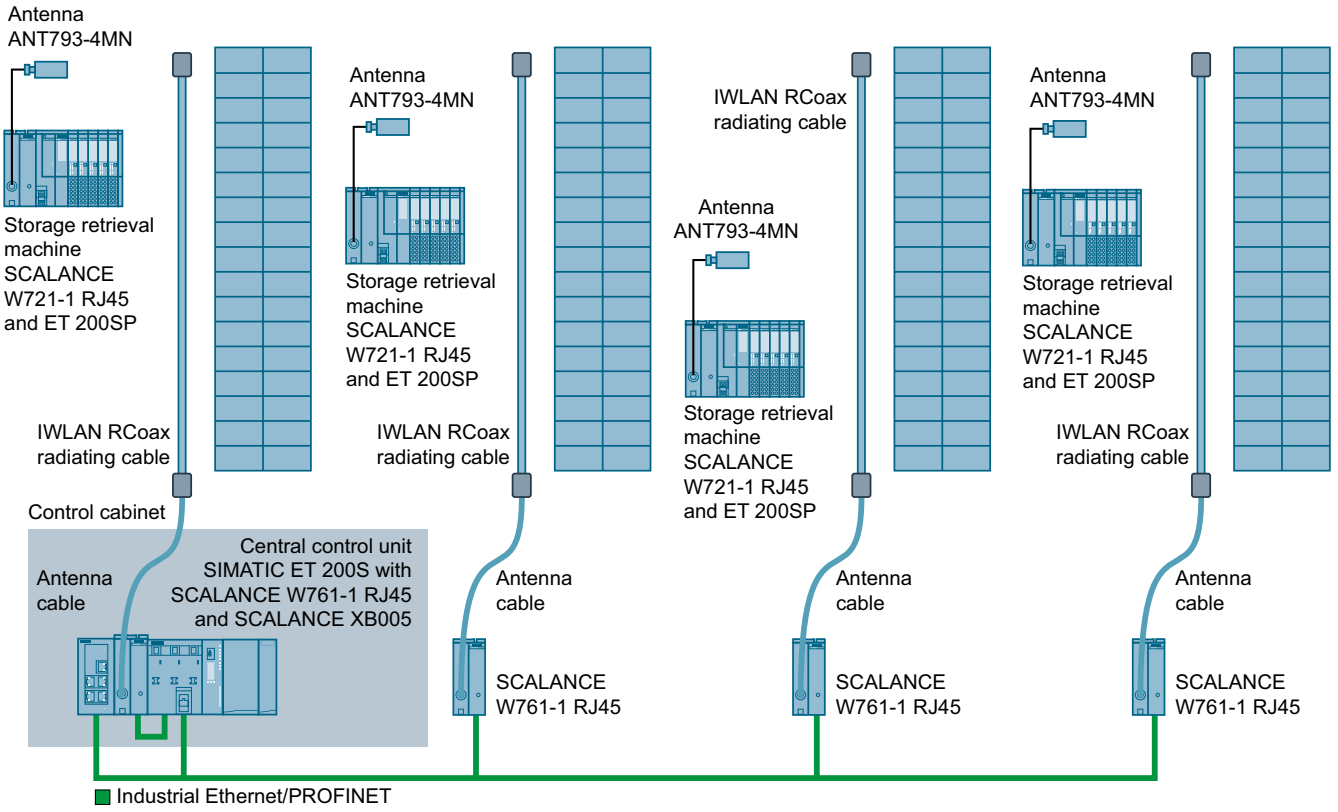 Antenna
ANT793-4MN
Storage retrieval
machine
SCALANCE
W721-1 RJ45
and ET 200SP
IWLAN RCoax
radiating cable
Antenna
ANT793-4MN
Storage retrieval
machine
SCALANCE
W721-1 RJ45
and ET 200SP
IWLAN RCoax
radiating cable
IWLAN RCoax
radiating cable
Antenna
ANT793-4MN
Storage retrieval
machine
SCALANCE
W721-1 RJ45
and ET 200SP
Antenna
ANT793-4MN
Storage retrieval
machine
SCALANCE
W721-1 RJ45
and ET 200SP
IWLAN RCoax
radiating cable
Control cabinet
Central control unit
SIMATIC ET 200S with
SCALANCE W761-1 RJ45
and SCALANCE XB005
Antenna
cable
Antenna
cable
SCALANCE
W761-1 RJ45
Antenna
cable
SCALANCE
W761-1 RJ45
Antenna
cable
SCALANCE
W761-1 RJ45
Industrial Ethernet/PROFINET